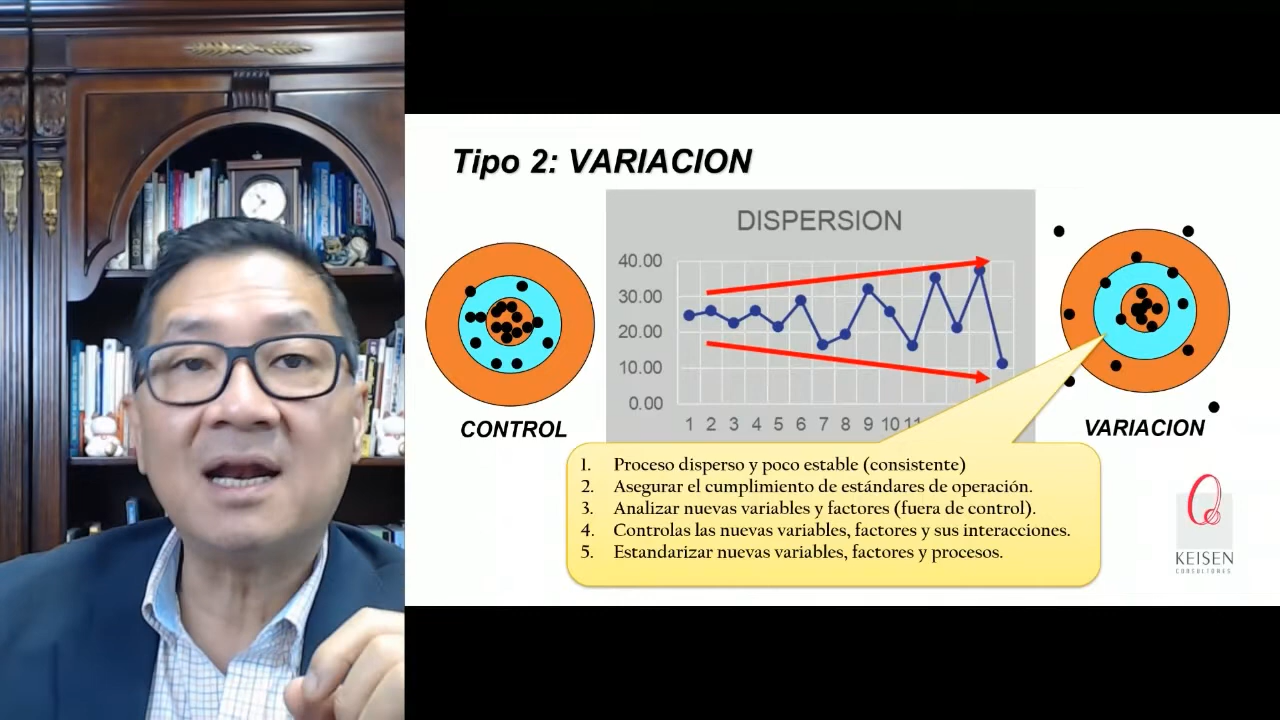 Tipo 2: VARIACION
DISPERSION
40.00
30.00
20.00
10.00
0.00
1 2 3 4 5 6 7 8 9 10
CONTROL
VARIACION
1. Proceso disperso y poco estable (consistente)
2. Asegurar el cumplimiento de estándares de operación.
3. Analizar nuevas variables y factores (fuera de control).
4. Controlas las nuevas variables, factores y sus interacciones.
5. Estandarizar nuevas variables, factores y procesos.
KEISEN
CONSULTORES